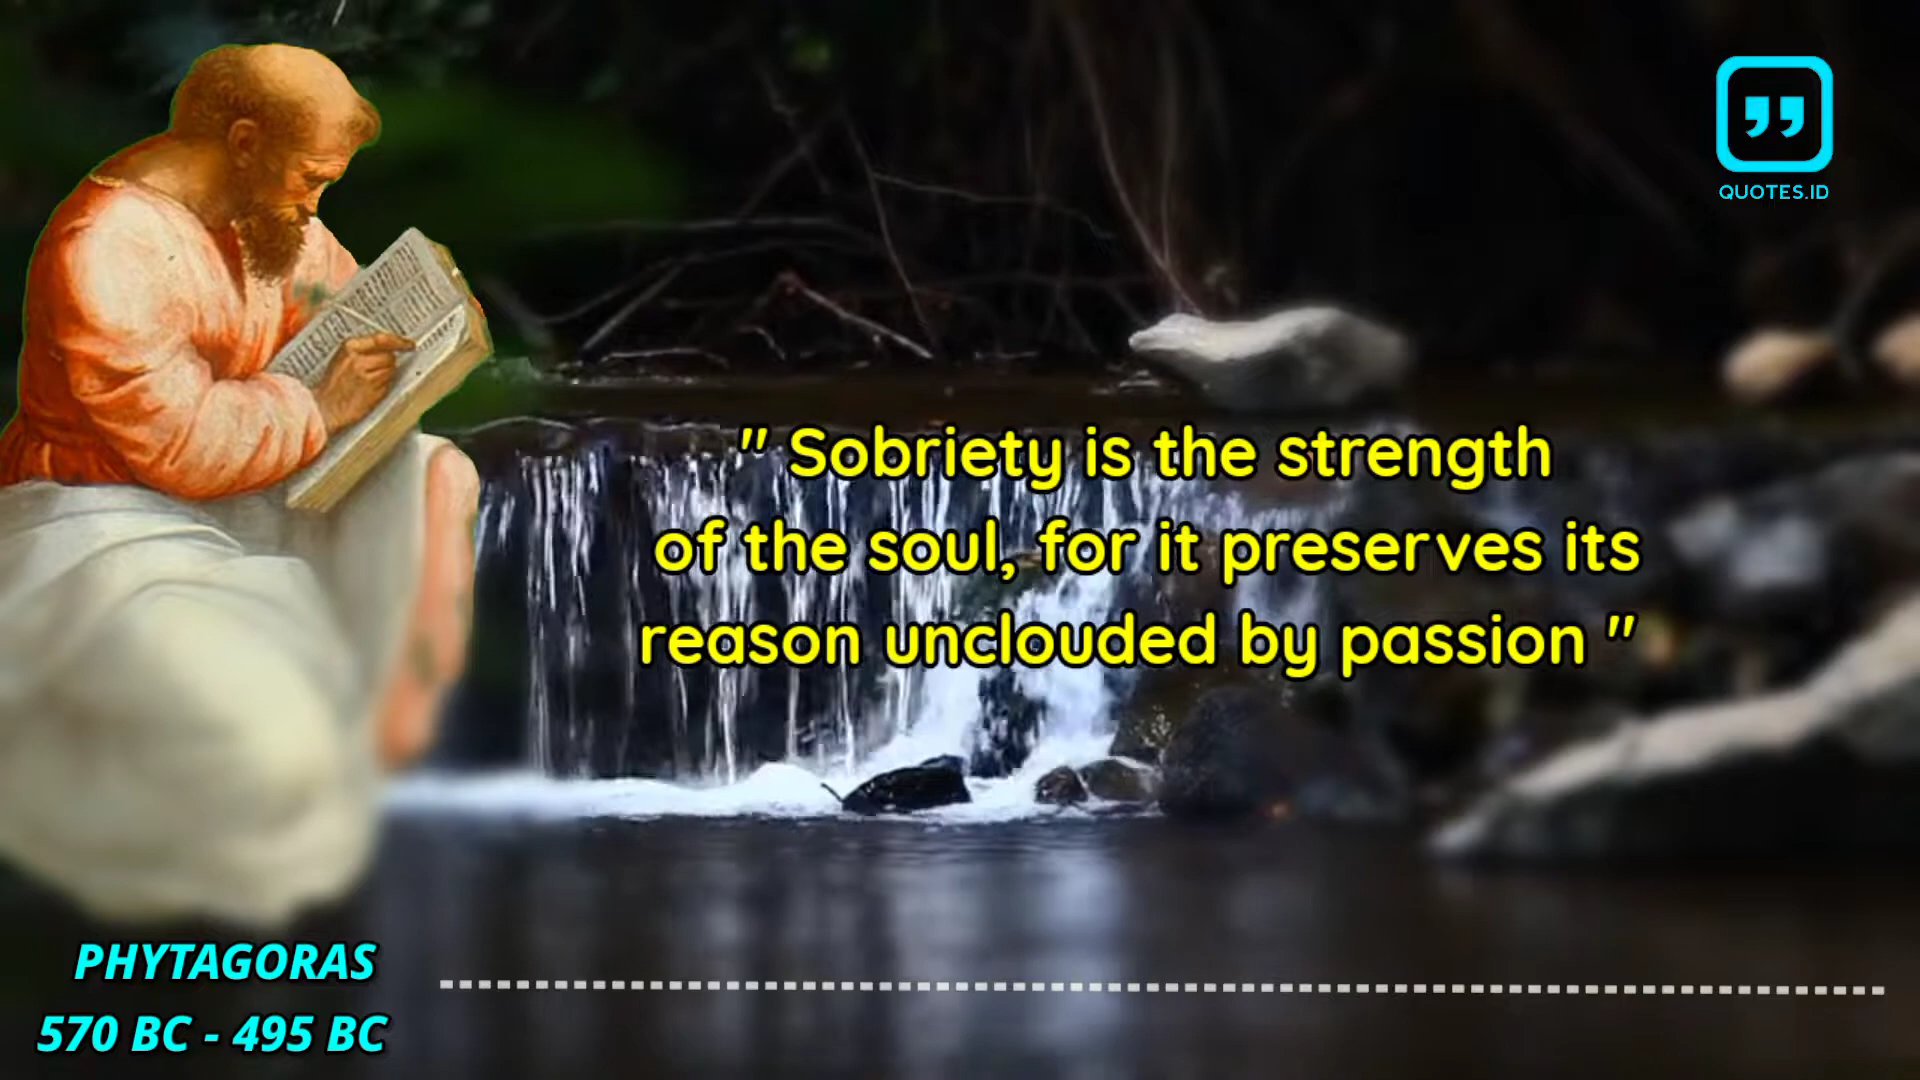 QUOTES.ID
" Sobriety is the strength
of the soul, for it preserves its
reason unclouded by passion "
PHYTAGORAS
570 BC - 495 BC